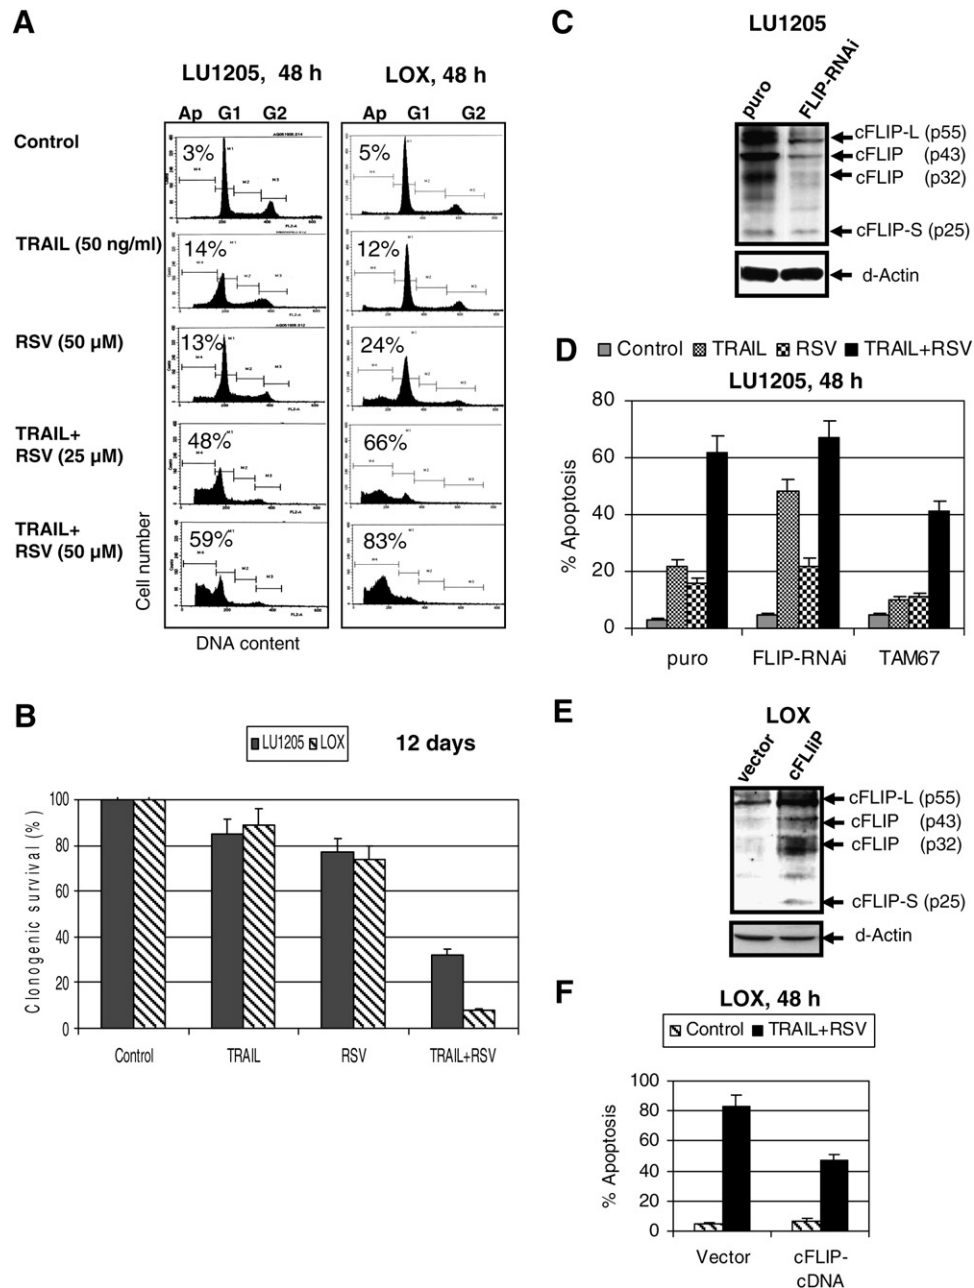 A
LU1205, 48 h
LOX, 48 h
Ap G1 G2
Ap G1 G2
Control
3%
5%
TRAIL (50 ng/ml)
14%
12%
RSV (50 µM)
13%
24%
TRAIL+
RSV (25 µM)
48%
66%
TRAIL+
RSV (50 µM)
59%
83%
Cell number
DNA content
B
LU1205 LOX
12 days
Clonogenic survival (%)
100
80
60
40
20
0
Control TRAIL RSV TRAIL+RSV
C
LU1205
puro
FLIP-RNAi
cFLIP-L (p55)
cFLIP (p43)
cFLIP (p32)
cFLIP-S (p25)
d-Actin
D
Control TRAIL RSV TRAIL+RSV
LU1205, 48 h
% Apoptosis
80
60
40
20
0
puro FLIP-RNAi TAM67
E
LOX
vector
cFLIiP
cFLIP-L (p55)
cFLIP (p43)
cFLIP (p32)
cFLIP-S (p25)
d-Actin
F
LOX, 48 h
Control TRAIL+RSV
% Apoptosis
100
80
60
40
20
0
Vector
cFLIP-
cDNA